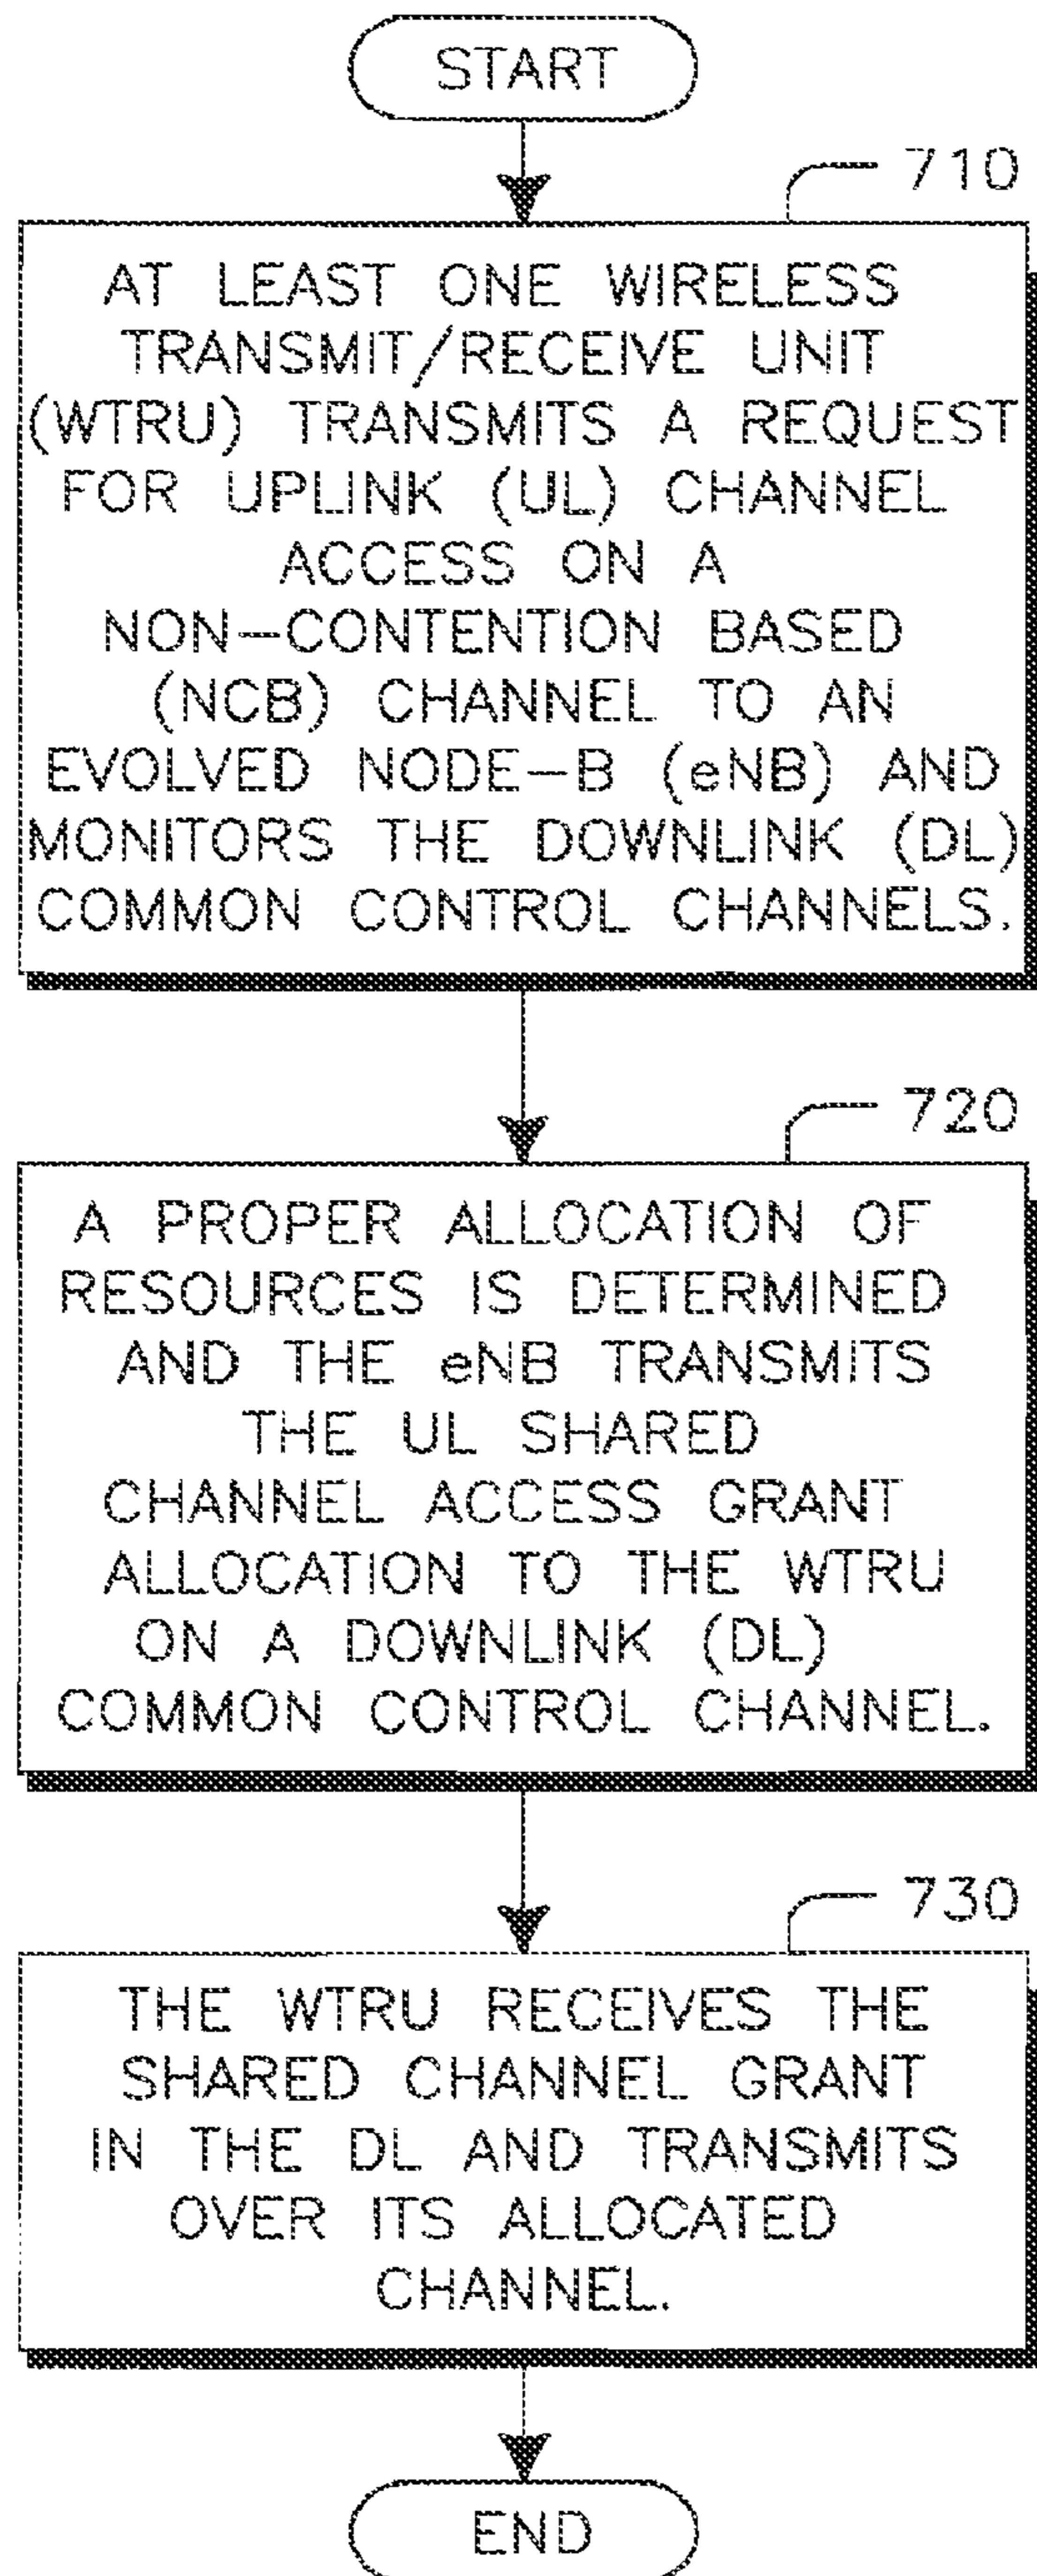 START
710
AT LEAST ONE WIRELESS
TRANSMIT/RECEIVE UNIT
(WTRU) TRANSMITS A REQUEST
FOR UPLINK (UL) CHANNEL
ACCESS ON A
NON-CONTENTION BASED
(NCB) CHANNEL TO AN
EVOLVED NODE-B (eNB) AND
MONITORS THE DOWNLINK (DL)
COMMON CONTROL CHANNELS.
720
A PROPER ALLOCATION OF
RESOURCES IS DETERMINED
AND THE eNB TRANSMITS
THE UL SHARED
CHANNEL ACCESS GRANT
ALLOCATION TO THE WTRU
ON A DOWNLINK (DL)
COMMON CONTROL CHANNEL.
730
THE WTRU RECEIVES THE
SHARED CHANNEL GRANT
IN THE DL AND TRANSMITS
OVER ITS ALLOCATED
CHANNEL.
END